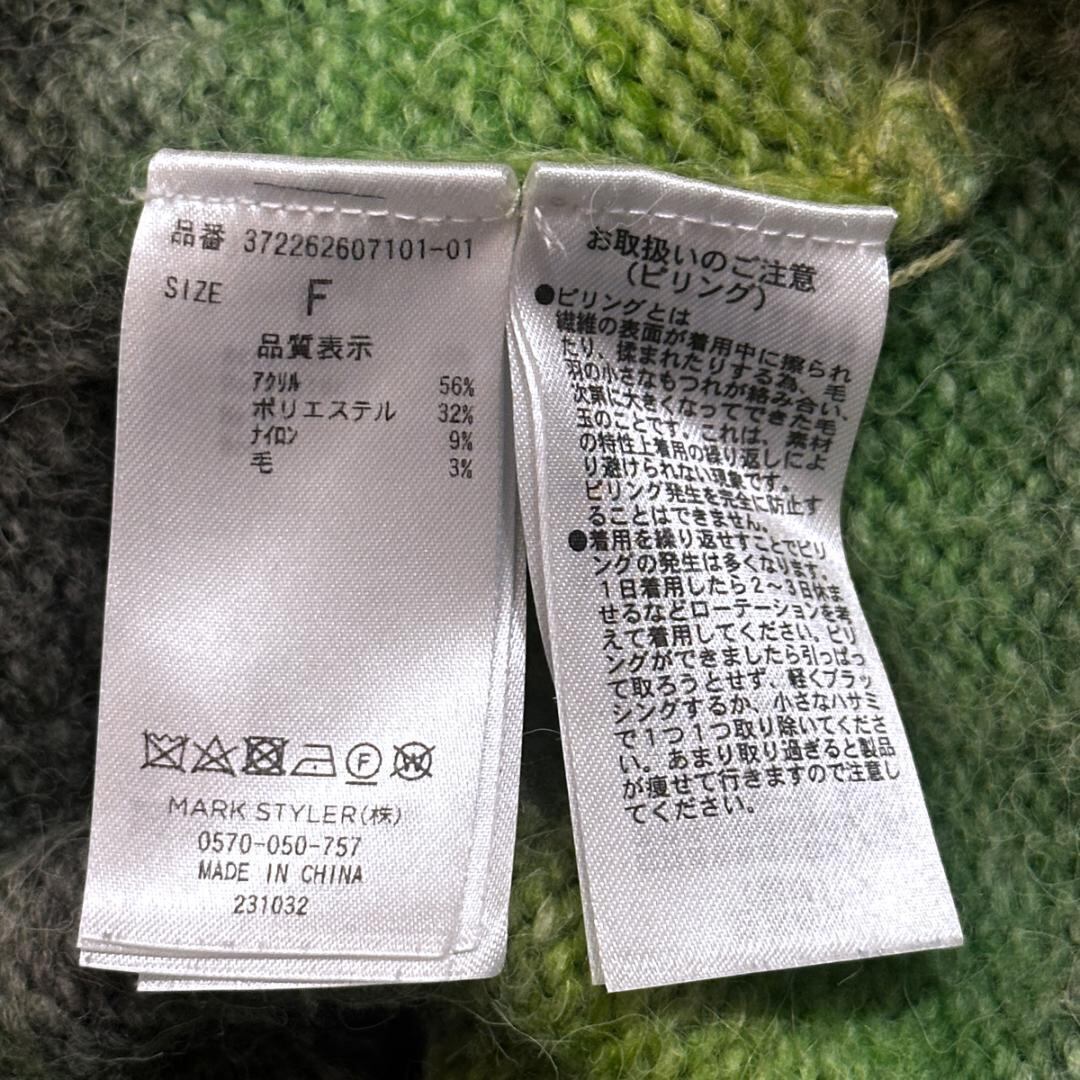 品番 372262607101-01
SIZE F
品質表示
アクリル 56%
ポリエステル 32%
ナイロン 9%
毛 3%
MARK STYLER(株)
0570-050-757
MADE IN CHINA
231032
お取扱いのご注意
(ピリング)
●ピリングとは
繊維の表面が着用中に擦られ
たり、揉まれたりする為、毛
羽の小さなもつれが絡み合い、
次第に大きくなってできた毛
玉のことです。これは、素材
の特性上着用の繰り返しによ
り避けられない現象です。
ピリング発生を完全に防止す
ることはできません。
●着用を繰り返せすことでピリ
ングの発生は多くなります。
1日着用したら2~3日休ま
せるなどローテーションを考
えて着用してください。ピリ
ングができましたら引っぱっ
て取ろうとせず、軽くブラッ
シングするか、小さなハサミ
で1つ1つ取り除いてくださ
い。あまり取り過ぎると製品
が痩せて行きますので注意し
てください。